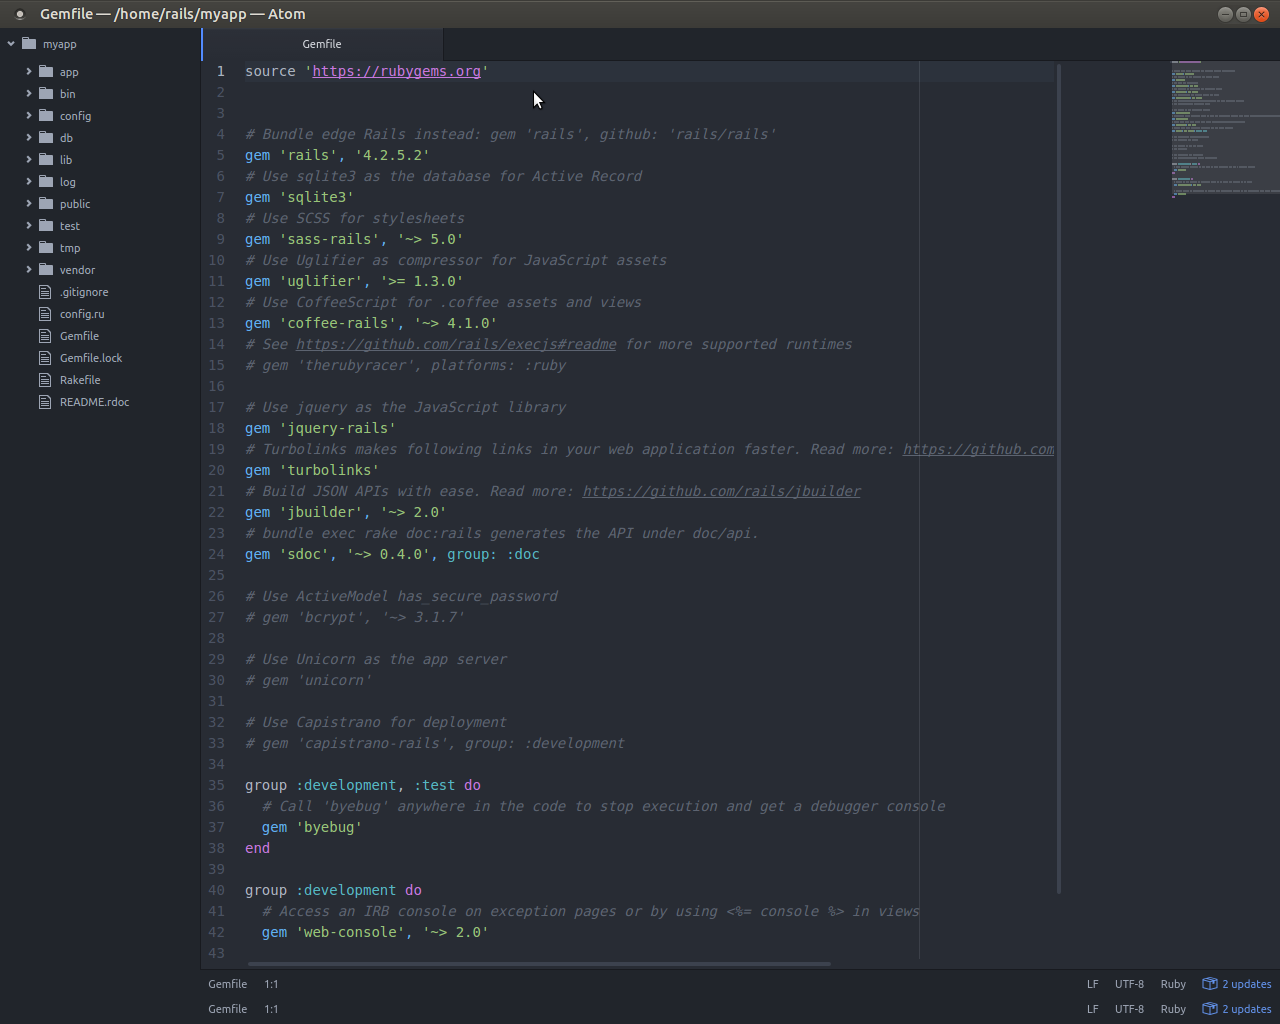 Gemfile — /home/rails/myapp — Atom
myapp
app
bin
config
db
lib
log
public
test
tmp
vendor
.gitignore
config.ru
Gemfile
Gemfile.lock
Rakefile
README.rdoc
Gemfile
1 source 'https://rubygems.org'
2
3
4 # Bundle edge Rails instead: gem 'rails', github: 'rails/rails'
5 gem 'rails', '4.2.5.2'
6 # Use sqlite3 as the database for Active Record
7 gem 'sqlite3'
8 # Use SCSS for stylesheets
9 gem 'sass-rails', '~> 5.0'
10 # Use Uglifier as compressor for JavaScript assets
11 gem 'uglifier', '>= 1.3.0'
12 # Use CoffeeScript for .coffee assets and views
13 gem 'coffee-rails', '~> 4.1.0'
14 # See https://github.com/rails/execjs#readme for more supported runtimes
15 # gem 'therubyracer', platforms: :ruby
16
17 # Use jquery as the JavaScript library
18 gem 'jquery-rails'
19 # Turbolinks makes following links in your web application faster. Read more: https://github.com
20 gem 'turbolinks'
21 # Build JSON APIs with ease. Read more: https://github.com/rails/jbuilder
22 gem 'jbuilder', '~> 2.0'
23 # bundle exec rake doc:rails generates the API under doc/api.
24 gem 'sdoc', '~> 0.4.0', group: :doc
25
26 # Use ActiveModel has_secure_password
27 # gem 'bcrypt', '~> 3.1.7'
28
29 # Use Unicorn as the app server
30 # gem 'unicorn'
31
32 # Use Capistrano for deployment
33 # gem 'capistrano-rails', group: :development
34
35 group :development, :test do
36   # Call 'byebug' anywhere in the code to stop execution and get a debugger console
37   gem 'byebug'
38 end
39
40 group :development do
41   # Access an IRB console on exception pages or by using <%= console %> in views
42   gem 'web-console', '~> 2.0'
43
Gemfile 1:1 LF UTF-8 Ruby 2 updates
Gemfile 1:1 LF UTF-8 Ruby 2 updates